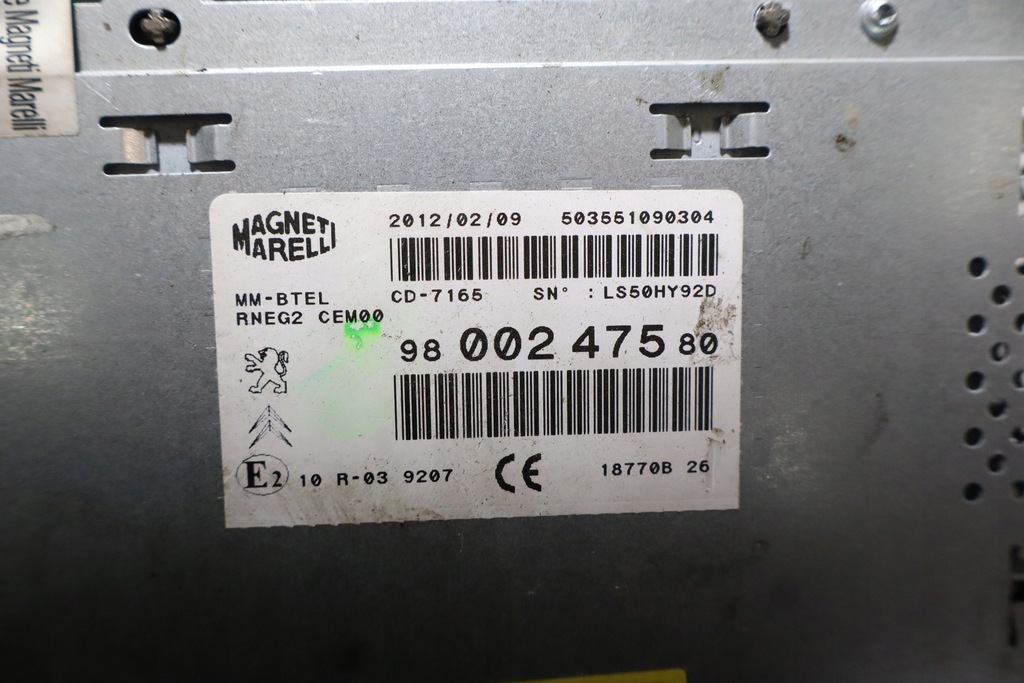 e Magneti Marelli
MAGNETI
MARELLI
2012/02/09 503551090304
MM-BTEL
CD-7165 SN° : LS50HY92D
RNEG2 CEM00
98 002 475 80
E2 10 R-03 9207 CE 18770B 26